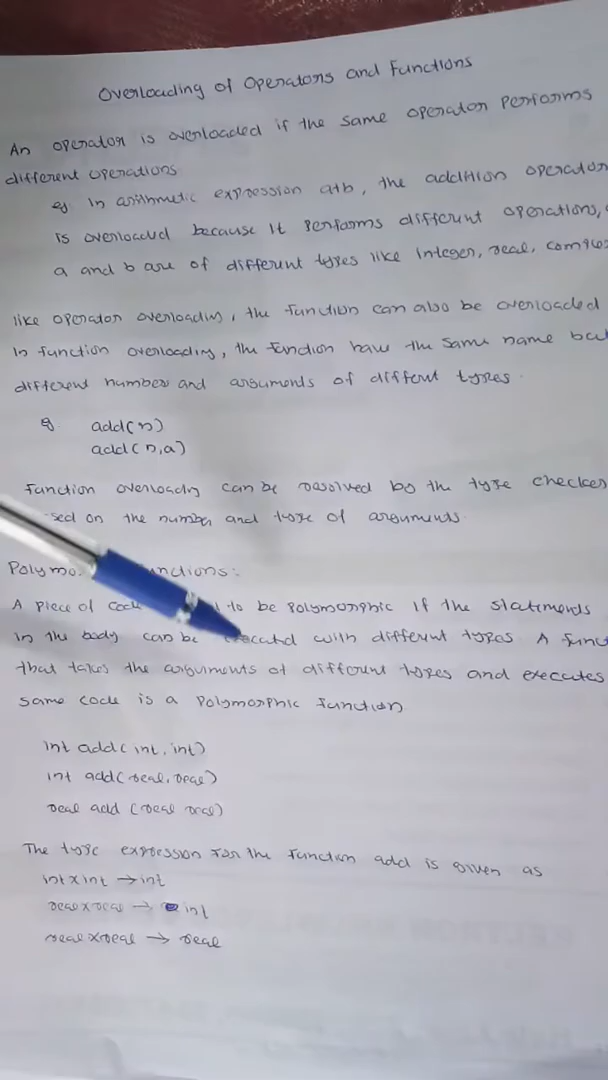 Overloading of Operators and Functions
An operator is overloaded if the same operator performs
different operations
eg In arithmetic expression a+b, the addition operator
is overloaded because it performs different operations,
a and b are of different types like Integer, real, complex
like operator overloading, the function can also be overloaded
In function overloading, the function have the same name but
different number and arguments of different types.
eg add(n)
add(n,a)
Function overloading can be resolved by the type checker
sed on the number and type of arguments.
Polymo nctions:
A piece of code to be polymorphic if the statements
in the body can be executed with different types. A func
that takes the arguments of different types and executes
same code is a polymorphic function
int add(int, int)
int add(real, real)
real add (real real)
The type expression for the function add is given as
int x int → int
real x real → int
real x real → real